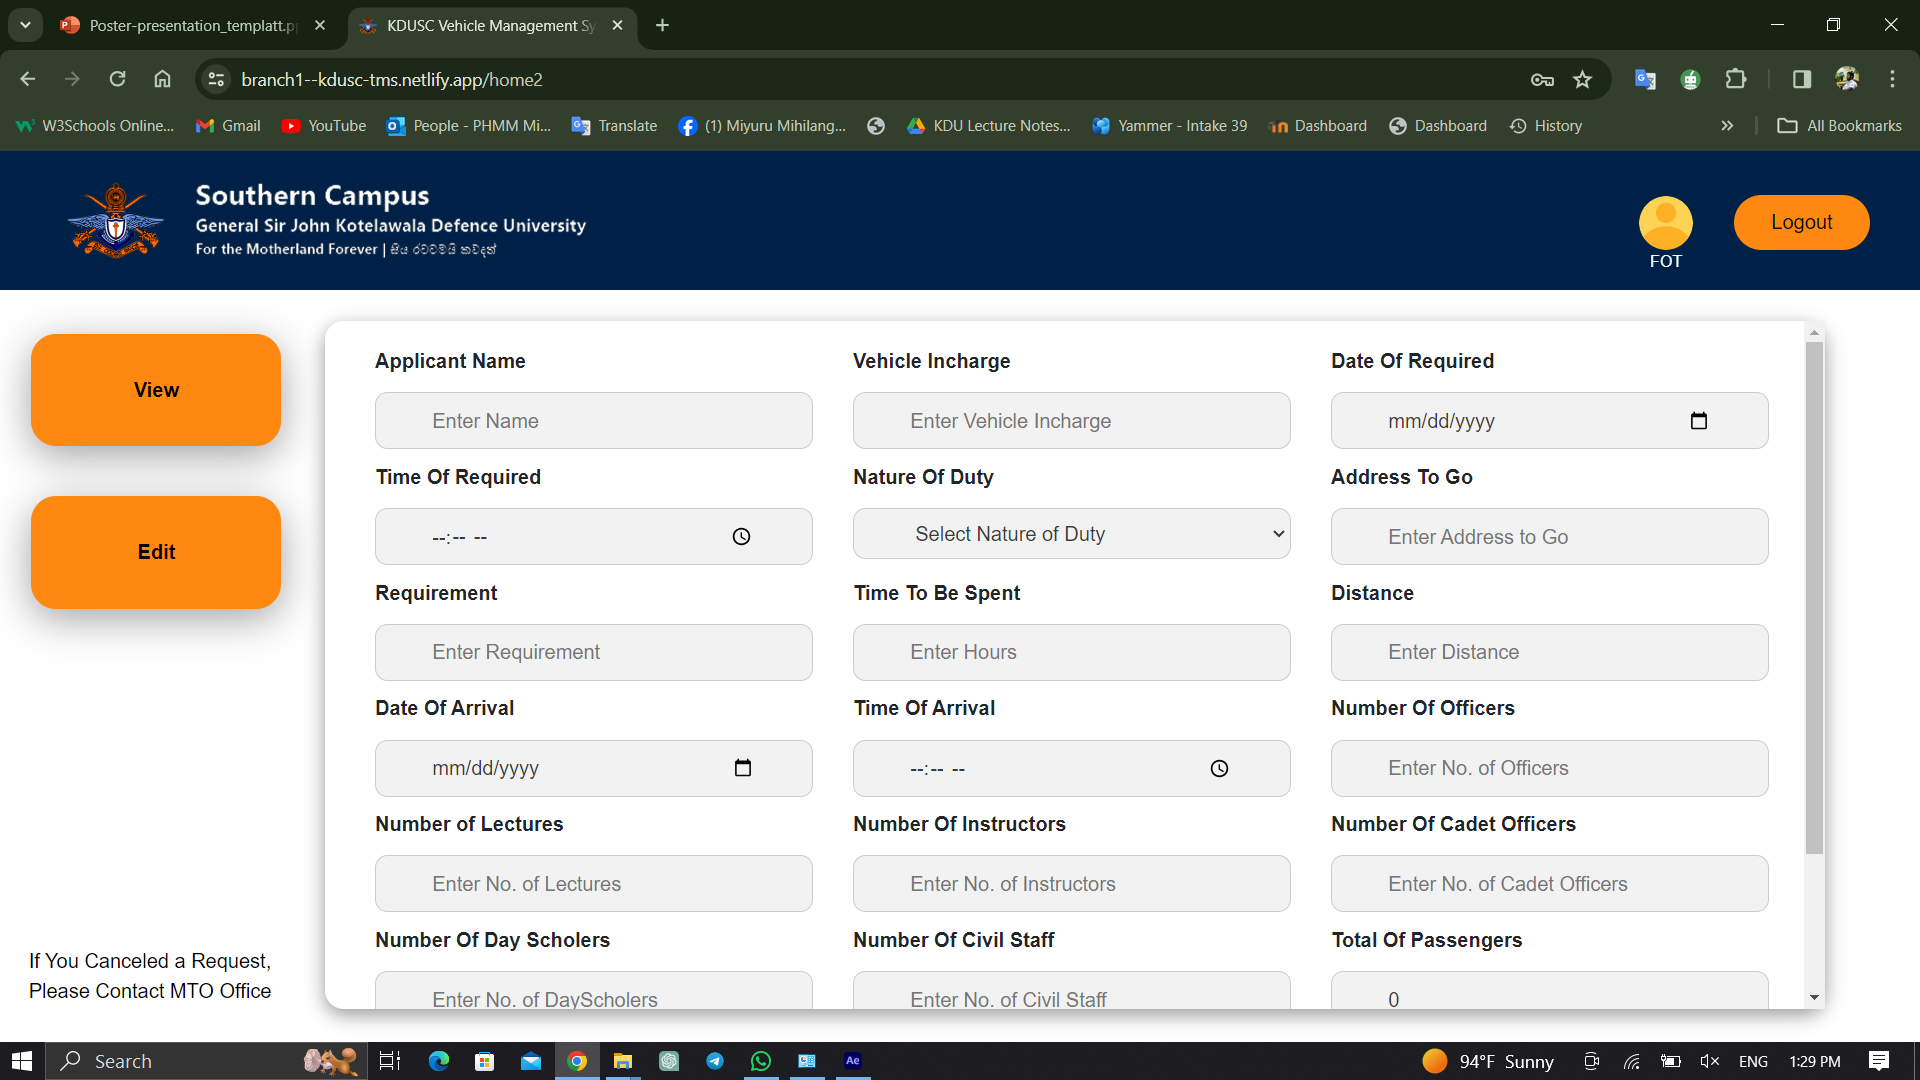 Poster-presentation_templatt.p
KDUSC Vehicle Management Sy
branch1--kdusc-tms.netlify.app/home2
W3Schools Online...
Gmail
YouTube
People - PHMM Mi...
Translate
(1) Miyuru Mihilang...
KDU Lecture Notes...
Yammer - Intake 39
Dashboard
Dashboard
History
All Bookmarks
Southern Campus
General Sir John Kotelawala Defence University
For the Motherland Forever |
FOT
Logout
View
Edit
If You Canceled a Request,
Please Contact MTO Office
Applicant Name
Vehicle Incharge
Date Of Required
Enter Name
Enter Vehicle Incharge
mm/dd/yyyy
Time Of Required
Nature Of Duty
Address To Go
--:-- --
Select Nature of Duty
Enter Address to Go
Requirement
Time To Be Spent
Distance
Enter Requirement
Enter Hours
Enter Distance
Date Of Arrival
Time Of Arrival
Number Of Officers
mm/dd/yyyy
--:-- --
Enter No. of Officers
Number of Lectures
Number Of Instructors
Number Of Cadet Officers
Enter No. of Lectures
Enter No. of Instructors
Enter No. of Cadet Officers
Number Of Day Scholers
Number Of Civil Staff
Total Of Passengers
Enter No. of DayScholers
Enter No. of Civil Staff
0
Search
Ae
94°F Sunny
ENG
1:29 PM